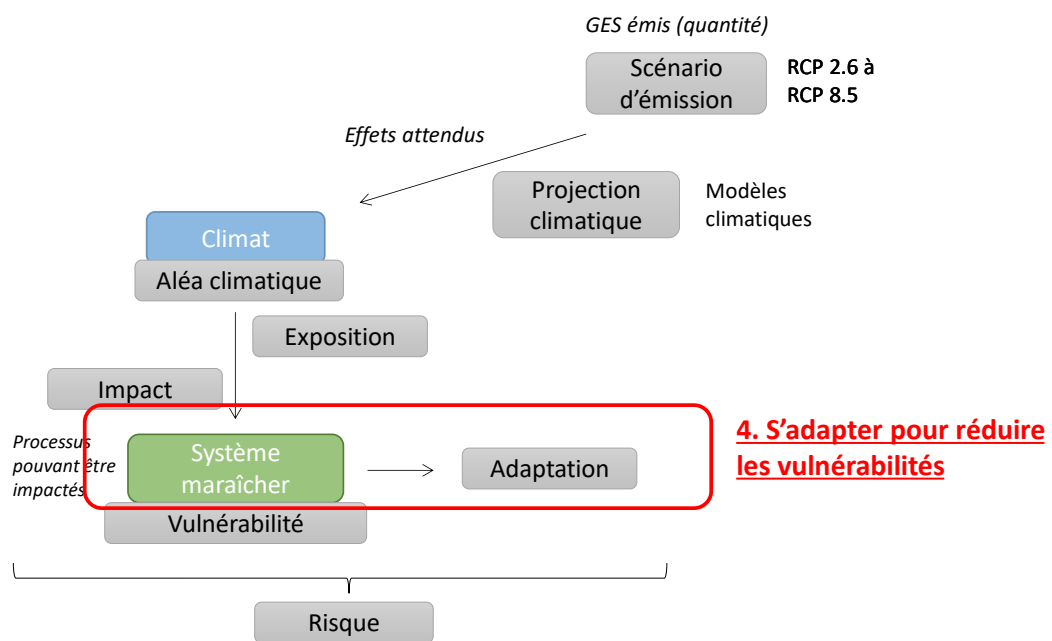 GES émis (quantité)
Scénario
d’émission
RCP 2.6 à
RCP 8.5
Effets attendus
Projection
climatique
Modèles
climatiques
Climat
Aléa climatique
Exposition
Impact
Processus
pouvant être
impactés
Système
maraîcher
Adaptation
4. S’adapter pour réduire
les vulnérabilités
Vulnérabilité
Risque